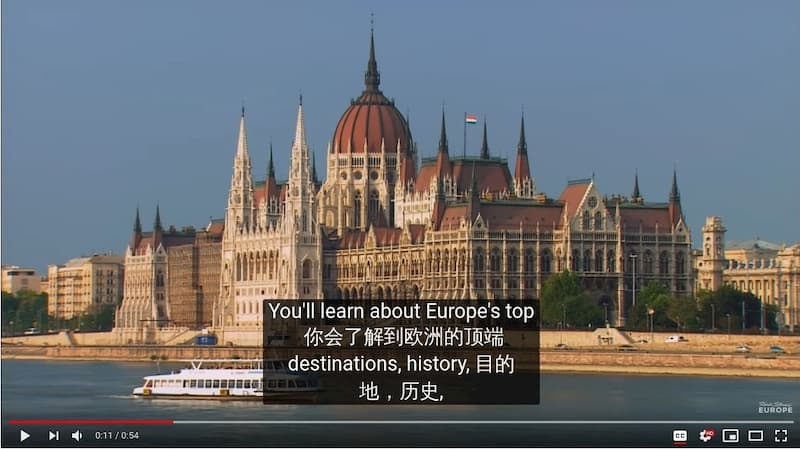 You'll learn about Europe's top
你会了解到欧洲的顶端
destinations, history, 目的
地，历史,
EUROPE
0:11 / 0:54
HD